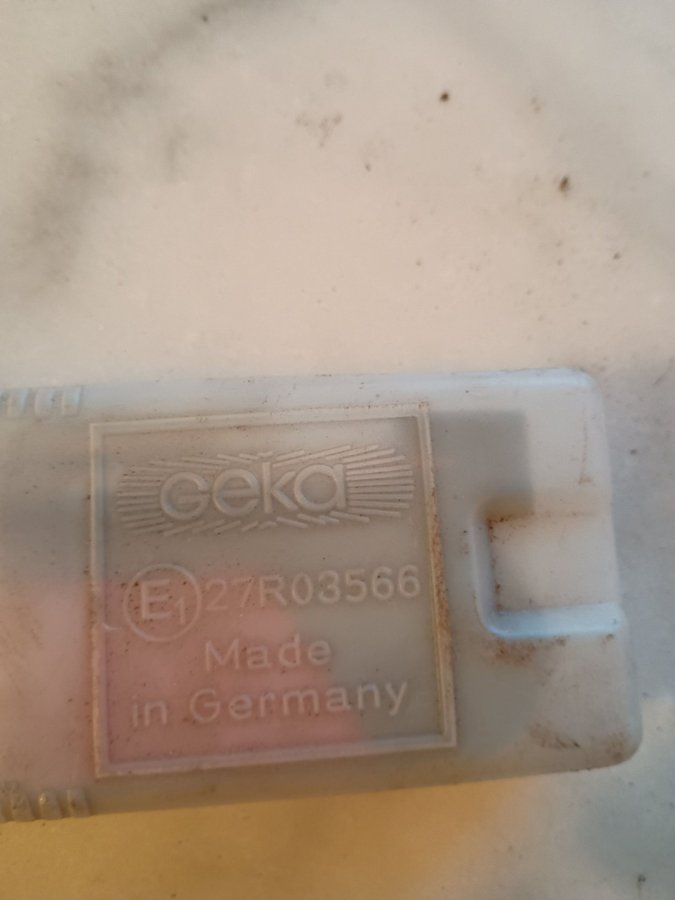 GEKA
E1 27R03566
Made
in Germany